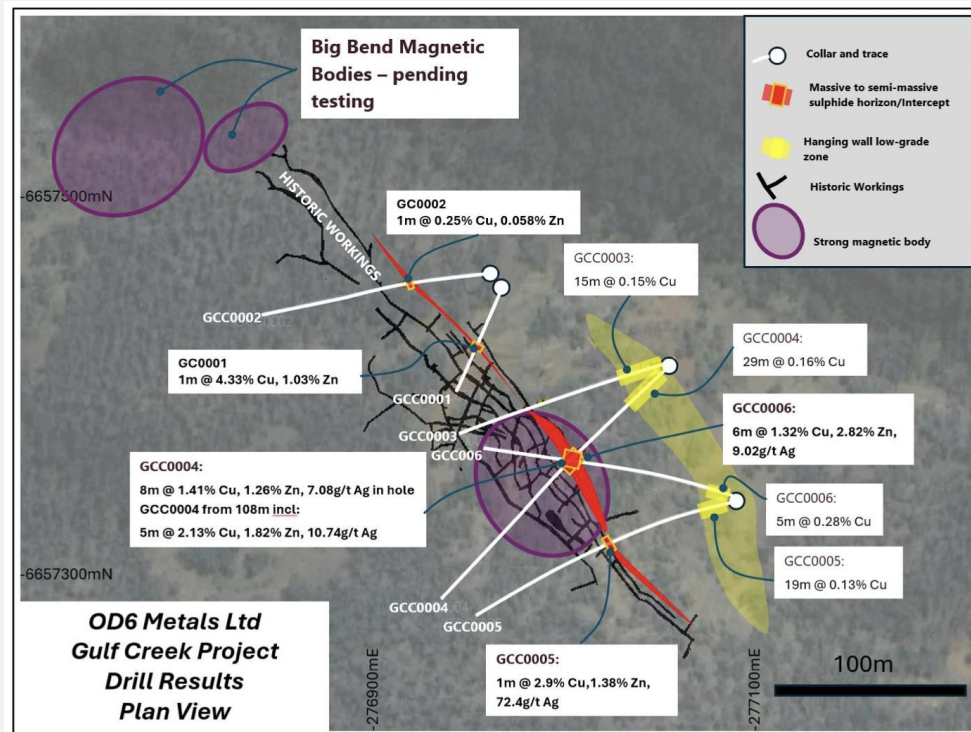 Big Bend Magnetic
Bodies – pending
testing
Collar and trace
Massive to semi-massive
sulphide horizon/Intercept
Hanging wall low-grade
zone
Historic Workings
Strong magnetic body
-6657500mN
HISTORIC WORKINGS
GC0002
1m @ 0.25% Cu, 0.058% Zn
GCC0003:
15m @ 0.15% Cu
GCC0002
GCC0004:
29m @ 0.16% Cu
GC0001
1m @ 4.33% Cu, 1.03% Zn
GCC0001
GCC0003
GCC006
GCC0006:
6m @ 1.32% Cu, 2.82% Zn,
9.02g/t Ag
GCC0004:
8m @ 1.41% Cu, 1.26% Zn, 7.08g/t Ag in hole
GCC0004 from 108m incl:
5m @ 2.13% Cu, 1.82% Zn, 10.74g/t Ag
GCC0006:
5m @ 0.28% Cu
GCC0005:
19m @ 0.13% Cu
-6657300mN
GCC0004
GCC0005
OD6 Metals Ltd
Gulf Creek Project
Drill Results
Plan View
-276900mE
GCC0005:
1m @ 2.9% Cu,1.38% Zn,
72.4g/t Ag
-277100mE
100m